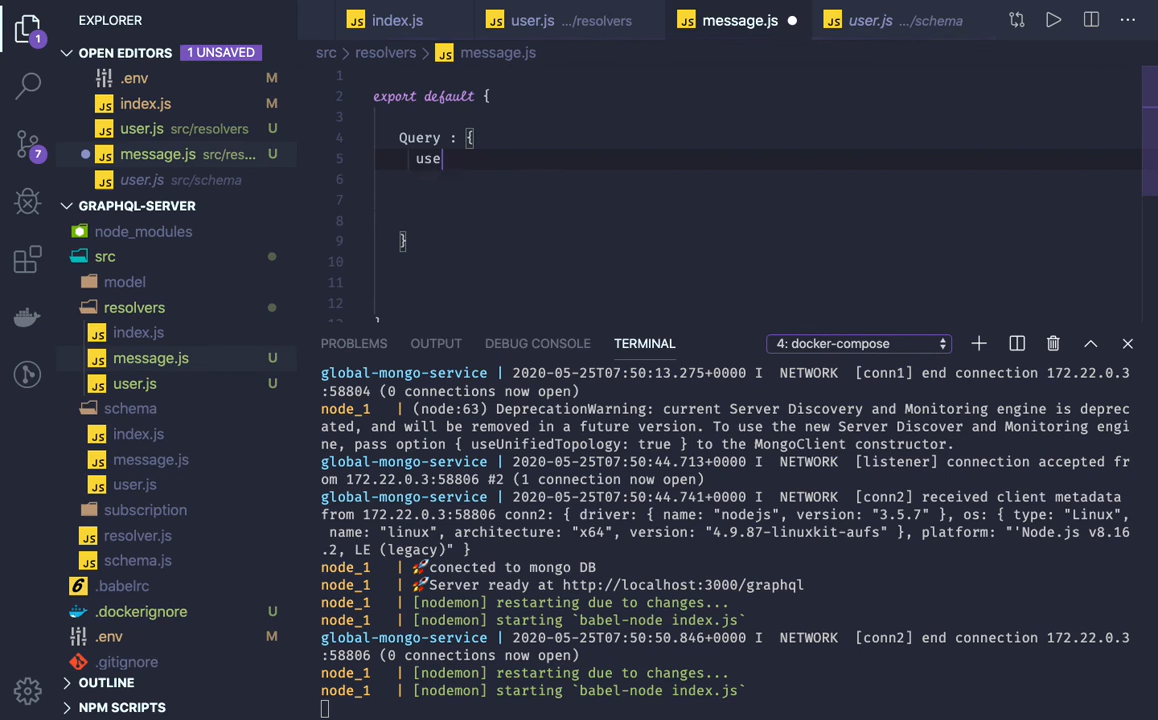 EXPLORER
index.js
user.js .../resolvers
message.js
user.js .../schema
OPEN EDITORS 1 UNSAVED
src > resolvers > JS message.js
.env M
index.js M
user.js src/resolvers U
message.js src/res... U
user.js src/schema
GRAPHQL-SERVER
node_modules
src
model
resolvers
index.js
message.js U
user.js U
schema
index.js
message.js
user.js
subscription
resolver.js
schema.js
.babelrc
.dockerignore U
.env M
.gitignore
OUTLINE
NPM SCRIPTS
1
7
1
2 export default {
3
4 Query : {
5 use
6
7
8
9 }
10
11
12
PROBLEMS OUTPUT DEBUG CONSOLE TERMINAL 4: docker-compose
global-mongo-service | 2020-05-25T07:50:13.275+0000 I NETWORK [conn1] end connection 172.22.0.3
:58804 (0 connections now open)
node_1 | (node:63) DeprecationWarning: current Server Discovery and Monitoring engine is deprec
ated, and will be removed in a future version. To use the new Server Discover and Monitoring engi
ne, pass option { useUnifiedTopology: true } to the MongoClient constructor.
global-mongo-service | 2020-05-25T07:50:44.713+0000 I NETWORK [listener] connection accepted fr
om 172.22.0.3:58806 #2 (1 connection now open)
global-mongo-service | 2020-05-25T07:50:44.741+0000 I NETWORK [conn2] received client metadata
from 172.22.0.3:58806 conn2: { driver: { name: "nodejs", version: "3.5.7" }, os: { type: "Linux",
name: "linux", architecture: "x64", version: "4.9.87-linuxkit-aufs" }, platform: "'Node.js v8.16
.2, LE (legacy)" }
node_1 | 🚀conected to mongo DB
node_1 | 🚀Server ready at http://localhost:3000/graphql
node_1 | [nodemon] restarting due to changes...
node_1 | [nodemon] starting `babel-node index.js`
global-mongo-service | 2020-05-25T07:50:50.846+0000 I NETWORK [conn2] end connection 172.22.0.3
:58806 (0 connections now open)
node_1 | [nodemon] restarting due to changes...
node_1 | [nodemon] starting `babel-node index.js`